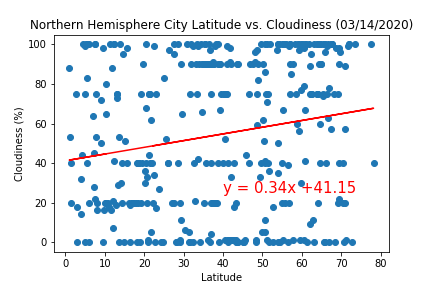 Northern Hemisphere City Latitude vs. Cloudiness (03/14/2020)
100
80
60
40
20
0
Cloudiness (%)
y = 0.34x +41.15
0 10 20 30 40 50 60 70 80
Latitude